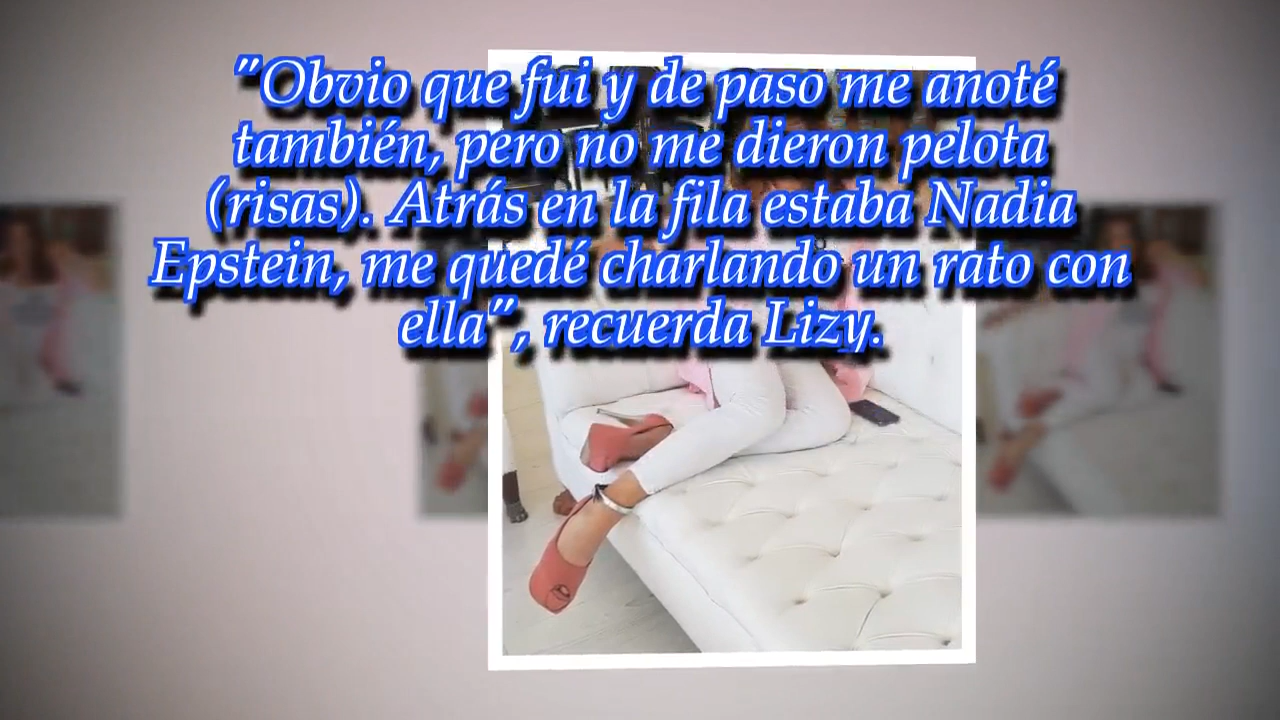 "Obvio que fui y de paso me anoté
también, pero no me dieron pelota
(risas). Atrás en la fila estaba Nadia
Epstein, me quedé charlando un rato con
ella", recuerda Lizy.